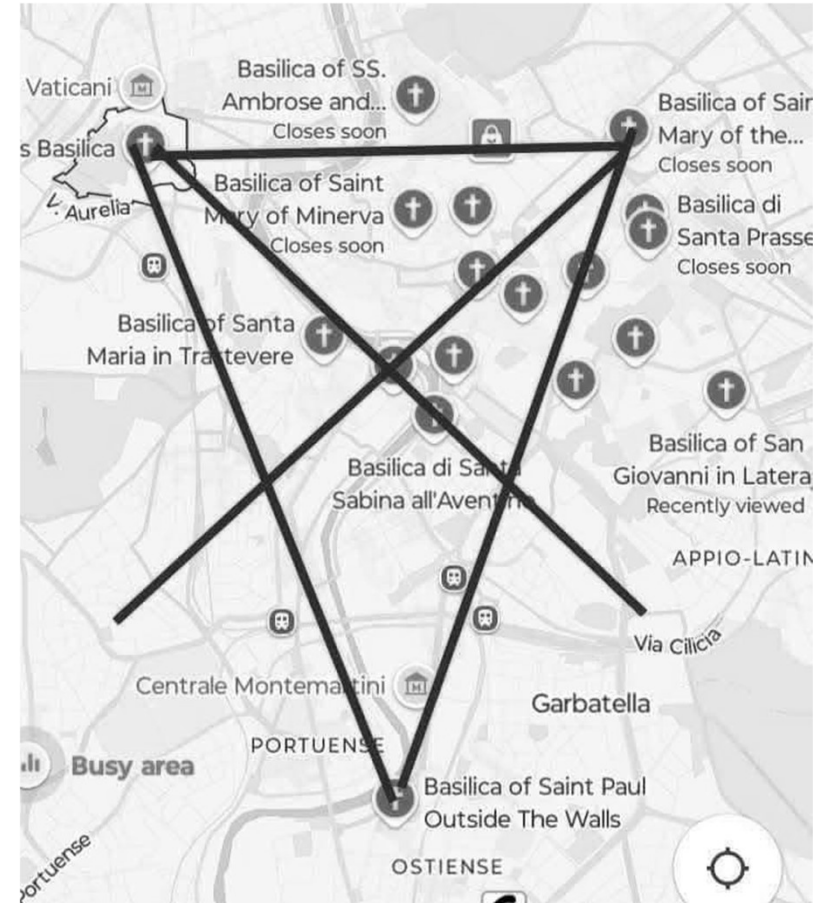 Vaticani
Basilica of SS.
Ambrose and...
Closes soon
s Basilica
V. Aurelia
Basilica of Sair
Mary of the...
Closes soon
Basilica of Saint
Mary of Minerva
Closes soon
Basilica di
Santa Prasse
Closes soon
Basilica of Santa
Maria in Trastevere
Basilica di Santa
Sabina all'Aventino
Basilica of San
Giovanni in Latera
Recently viewed
APPIO-LATIN
Via Cilicia
Centrale Montemartini
Garbatella
PORTUENSE
Busy area
Basilica of Saint Paul
Outside The Walls
OSTIENSE
Portuense